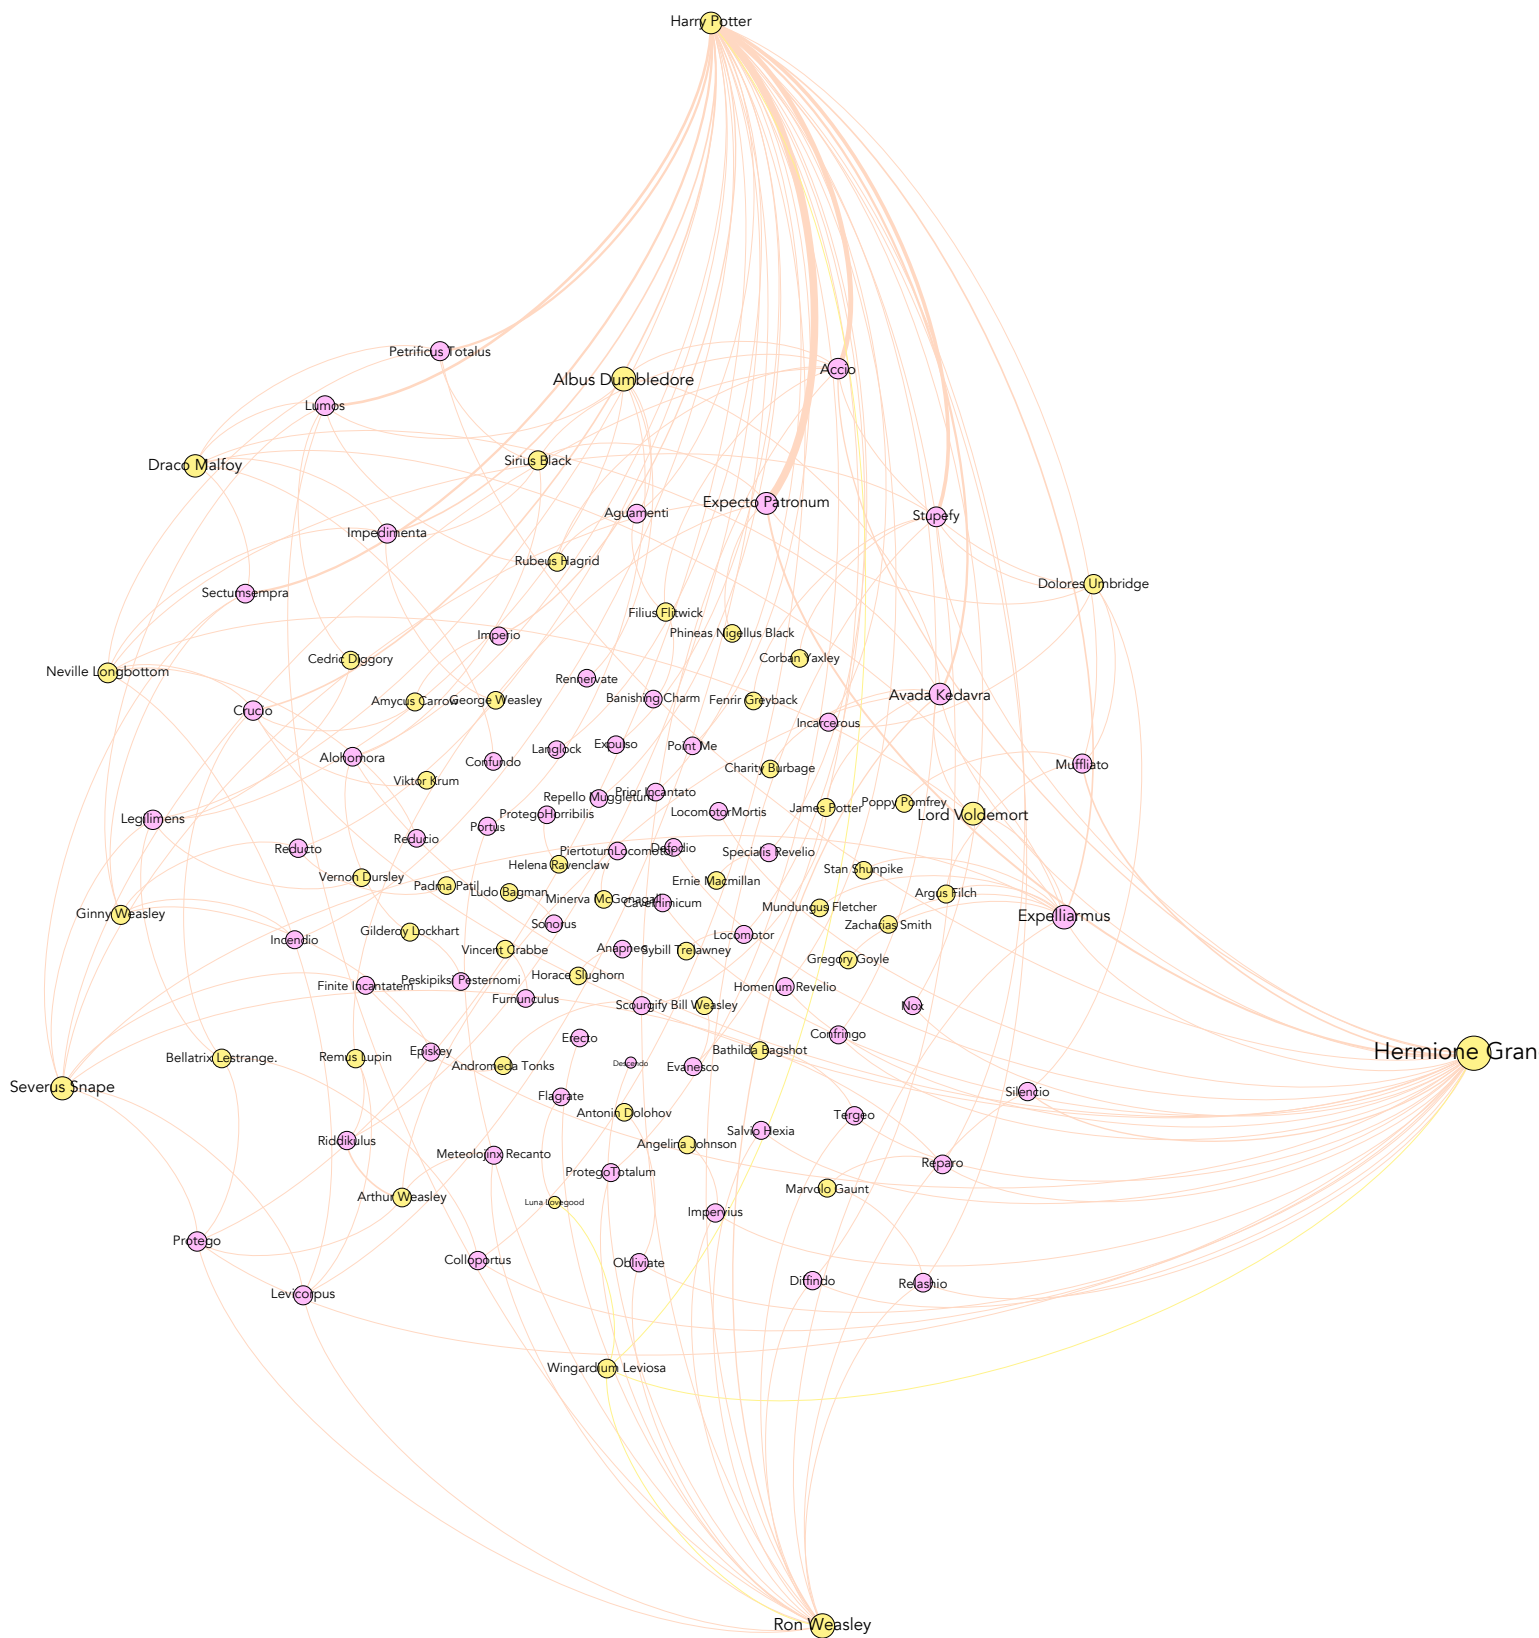 Harry Potter
Petrificus Totalus
Albus Dumbledore
Accio
Lumos
Draco Malfoy
Sirius Black
Expecto Patronum
Aguamenti
Stupefy
Impedimenta
Rubeus Hagrid
Dolores Umbridge
Sectumsempra
Filius Flitwick
Phineas Nigellus Black
Imperio
Cedric Diggory
Corban Yaxley
Neville Longbottom
Rennervate
Amycus Carrow
George Weasley
Banishing Charm
Fenrir Greyback
Avada Kedavra
Crucio
Incarcerous
Langlock
Expulso
Point Me
Alohomora
Confundo
Charity Burbage
Muffliato
Viktor Krum
Repello Muggletum
Prior Incantato
Poppy Pomfrey
James Potter
Legilimens
ProtegoHorribilis
LocomotorMortis
Lord Voldemort
Portus
Reducio
Reducto
PiertotumLocomotor
Defodio
Specialis Revelio
Helena Ravenclaw
Stan Shunpike
Vernon Dursley
Padma Patil
Ernie Macmillan
Ludo Bagman
Argus Filch
Minerva McGonagall
Cavelnimicum
Mundungus Fletcher
Ginny Weasley
Expelliarmus
Sonorus
Zacharias Smith
Gilderoy Lockhart
Locomotor
Incendio
Vincent Crabbe
Anapneo
Sybill Trelawney
Gregory Goyle
Horace Slughorn
Peskipiksi Pesternomi
Finite Incantatem
Homenum Revelio
Furnunculus
Scourgify
Bill Weasley
Nox
Erecto
Confringo
Episkey
Bathilda Bagshot
Hermione Gran
Bellatrix Lestrange.
Remus Lupin
Andromeda Tonks
Descendo
Evanesco
Severus Snape
Flagrate
Silencio
Antonin Dolohov
Tergeo
Salvio Hexia
Riddikulus
Angelina Johnson
Meteolojinx Recanto
Reparo
ProtegoTotalum
Marvolo Gaunt
Arthur Weasley
Luna Lovegood
Impervius
Protego
Colloportus
Obliviate
Diffindo
Relashio
Levicorpus
Wingardium Leviosa
Ron Weasley